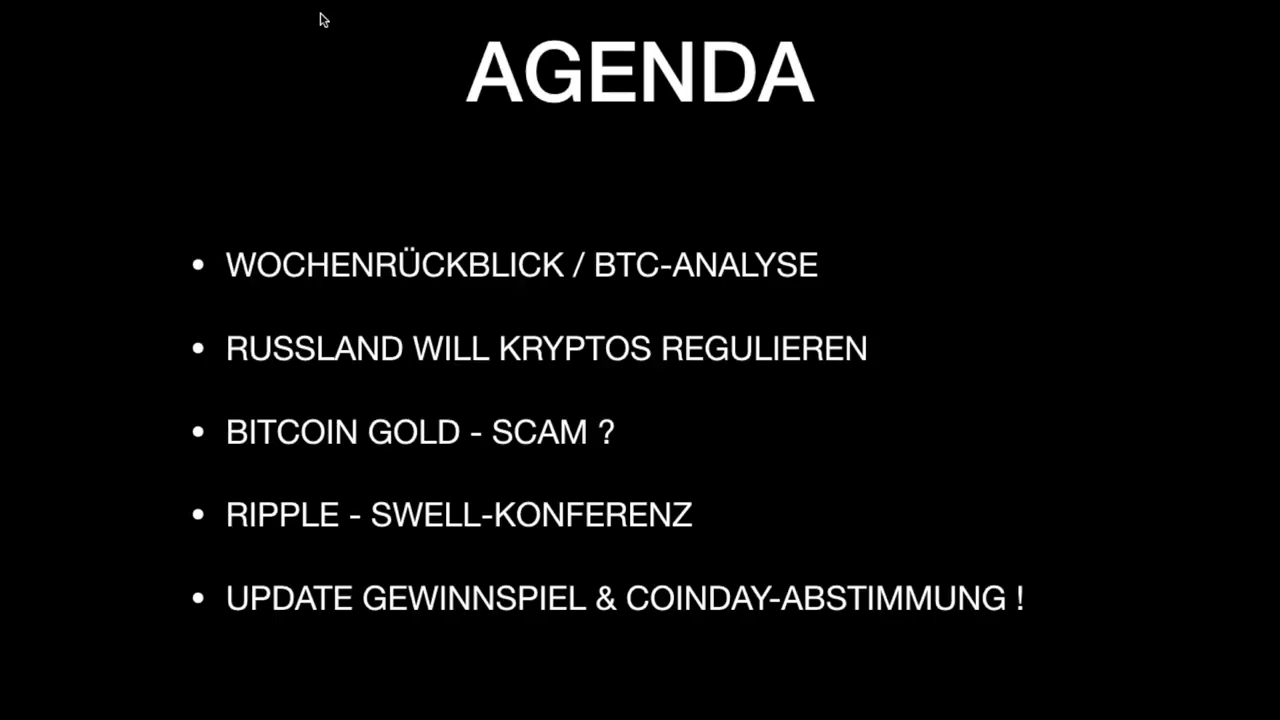 AGENDA
• WOCHENRÜCKBLICK / BTC-ANALYSE
• RUSSLAND WILL KRYPTOS REGULIEREN
• BITCOIN GOLD - SCAM ?
• RIPPLE - SWELL-KONFERENZ
• UPDATE GEWINNSPIEL & COINDAY-ABSTIMMUNG !